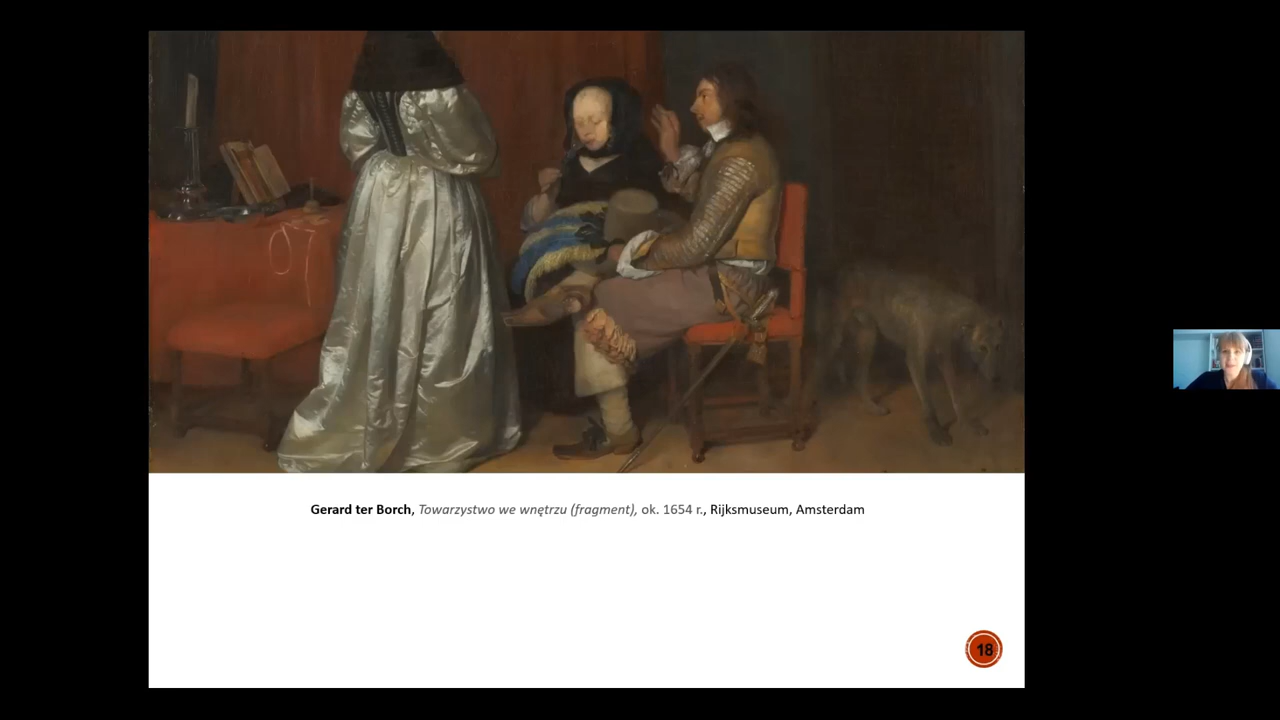 Gerard ter Borch, Towarzystwo we wnętrzu (fragment), ok. 1654 r., Rijksmuseum, Amsterdam
18